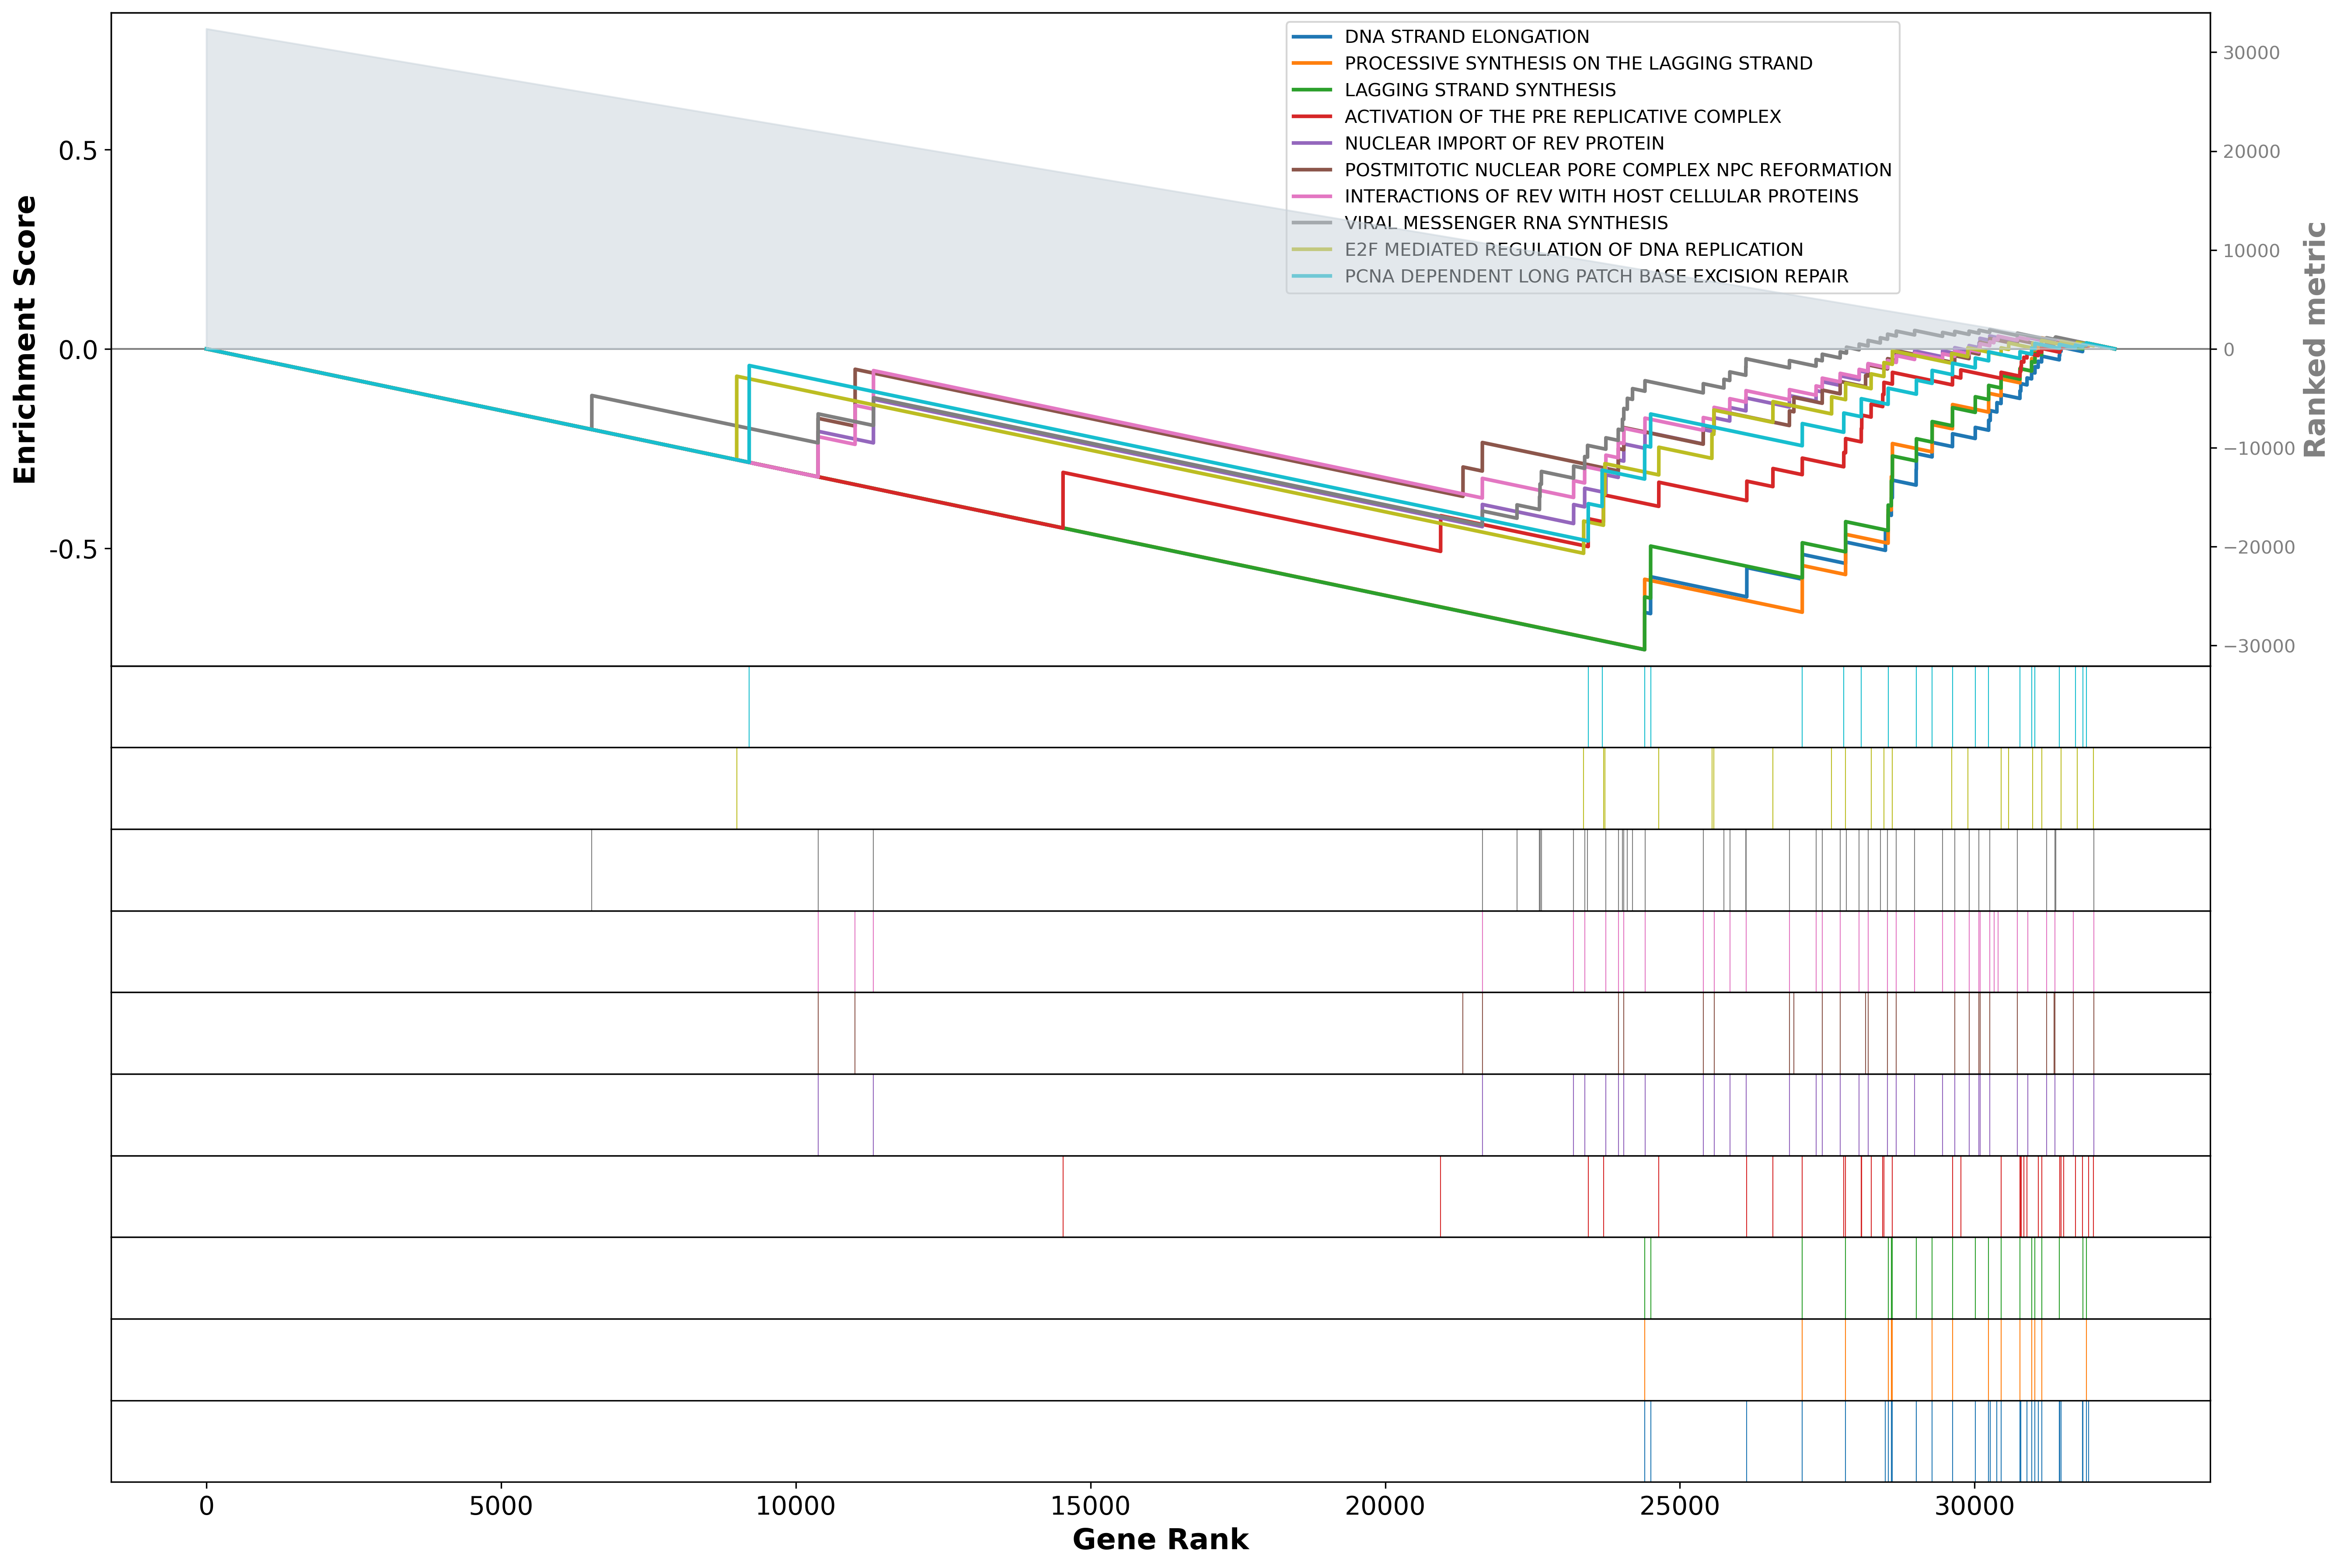 DNA STRAND ELONGATION
PROCESSIVE SYNTHESIS ON THE LAGGING STRAND
LAGGING STRAND SYNTHESIS
ACTIVATION OF THE PRE REPLICATIVE COMPLEX
NUCLEAR IMPORT OF REV PROTEIN
POSTMITOTIC NUCLEAR PORE COMPLEX NPC REFORMATION
INTERACTIONS OF REV WITH HOST CELLULAR PROTEINS
VIRAL MESSENGER RNA SYNTHESIS
E2F MEDIATED REGULATION OF DNA REPLICATION
PCNA DEPENDENT LONG PATCH BASE EXCISION REPAIR
Enrichment Score
0.5
0.0
-0.5
30000
20000
10000
0
−10000
−20000
−30000
Ranked metric
0 5000 10000 15000 20000 25000 30000
Gene Rank